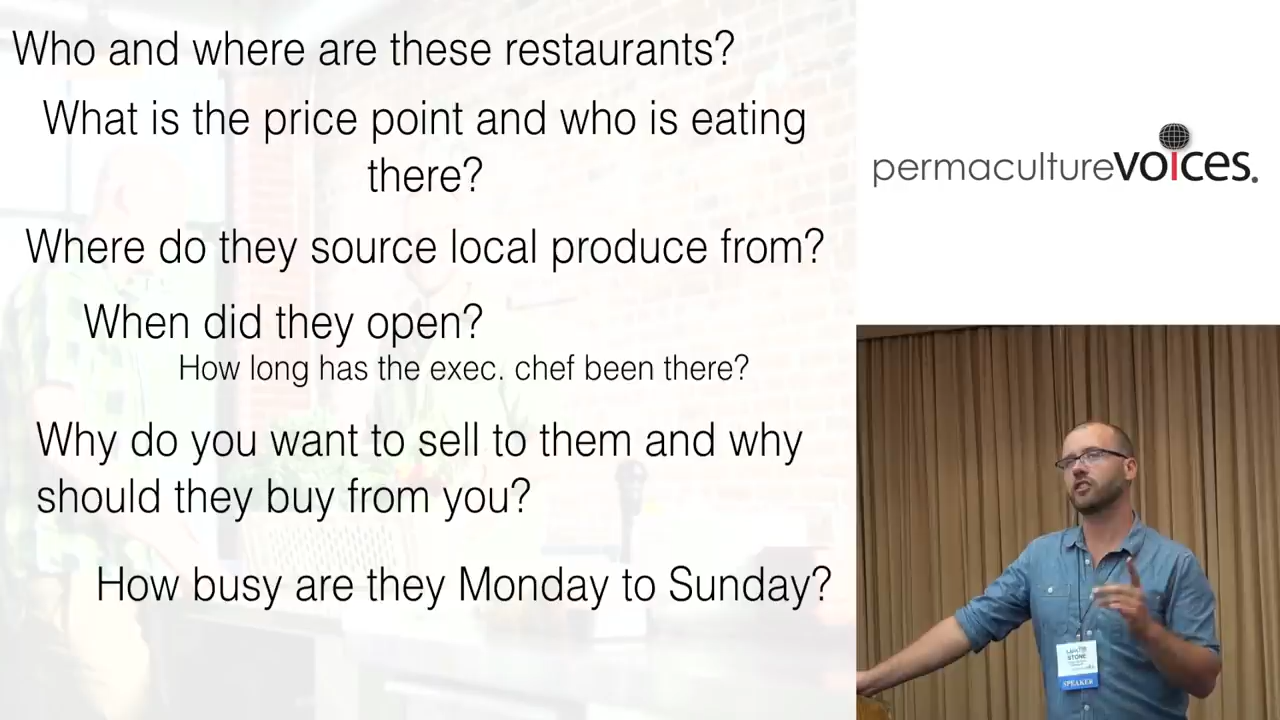 Who and where are these restaurants?
What is the price point and who is eating
there?
Where do they source local produce from?
When did they open?
How long has the exec. chef been there?
Why do you want to sell to them and why
should they buy from you?
How busy are they Monday to Sunday?
permaculturevoices.
STONE
SPEAKER